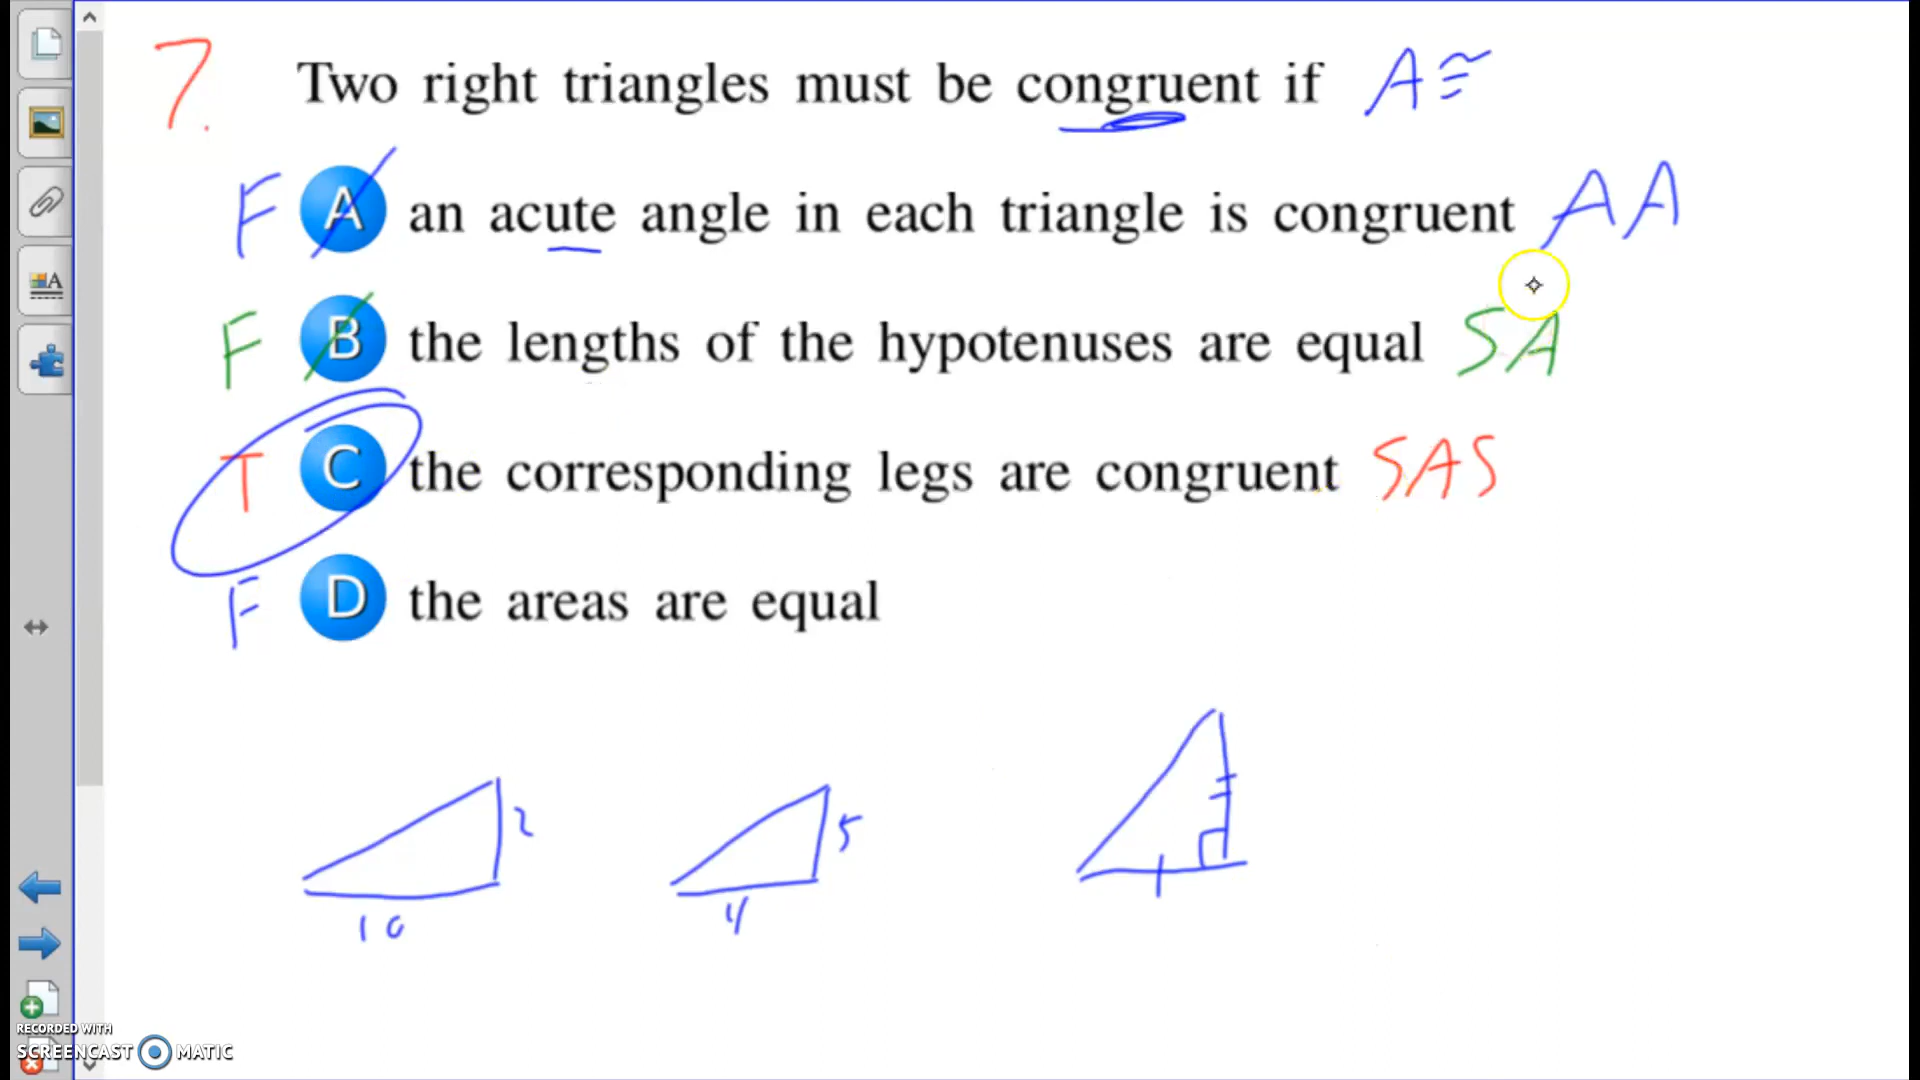 7. Two right triangles must be congruent if A ≅
F A an acute angle in each triangle is congruent AA
F B the lengths of the hypotenuses are equal SA
T C the corresponding legs are congruent SAS
F D the areas are equal
2
10
5
4
RECORDED WITH
SCREENCAST MATIC